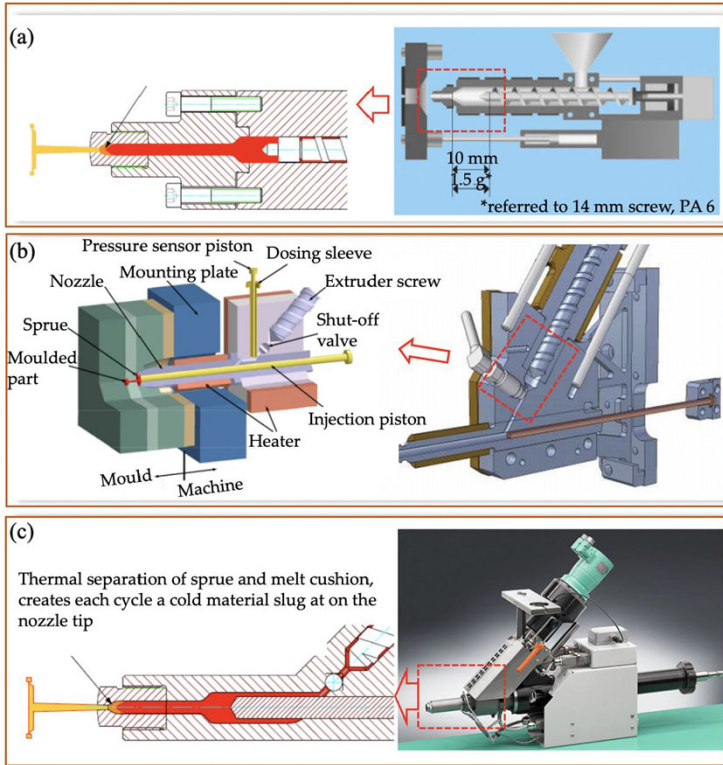 (a)
10 mm
1.5 g*
*referred to 14 mm screw, PA 6
(b)
Pressure sensor piston
Dosing sleeve
Mounting plate
Extruder screw
Nozzle
Shut-off
valve
Sprue
Moulded
part
Injection piston
Heater
Mould
Machine
(c)
Thermal separation of sprue and melt cushion,
creates each cycle a cold material slug at on the
nozzle tip